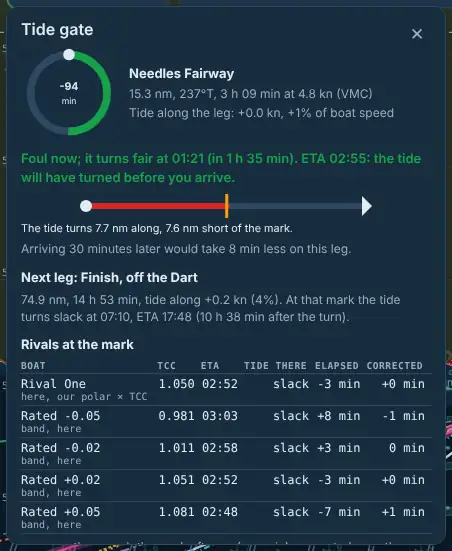 Tide gate
×
-94
min
Needles Fairway
15.3 nm, 237°T, 3 h 09 min at 4.8 kn (VMC)
Tide along the leg: +0.0 kn, +1% of boat speed
Foul now; it turns fair at 01:21 (in 1 h 35 min). ETA 02:55: the tide
will have turned before you arrive.
The tide turns 7.7 nm along, 7.6 nm short of the mark.
Arriving 30 minutes later would take 8 min less on this leg.
Next leg: Finish, off the Dart
74.9 nm, 14 h 53 min, tide along +0.2 kn (4%). At that mark the tide
turns slack at 07:10, ETA 17:48 (10 h 38 min after the turn).
Rivals at the mark
BOAT TCC ETA TIDE THERE ELAPSED CORRECTED
Rival One 1.050 02:52 slack -3 min +0 min
here, our polar × TCC
Rated -0.05 0.981 03:03 slack +8 min -1 min
band, here
Rated -0.02 1.011 02:58 slack +3 min 0 min
band, here
Rated +0.02 1.051 02:52 slack -3 min +0 min
band, here
Rated +0.05 1.081 02:48 slack -7 min +1 min
band, here